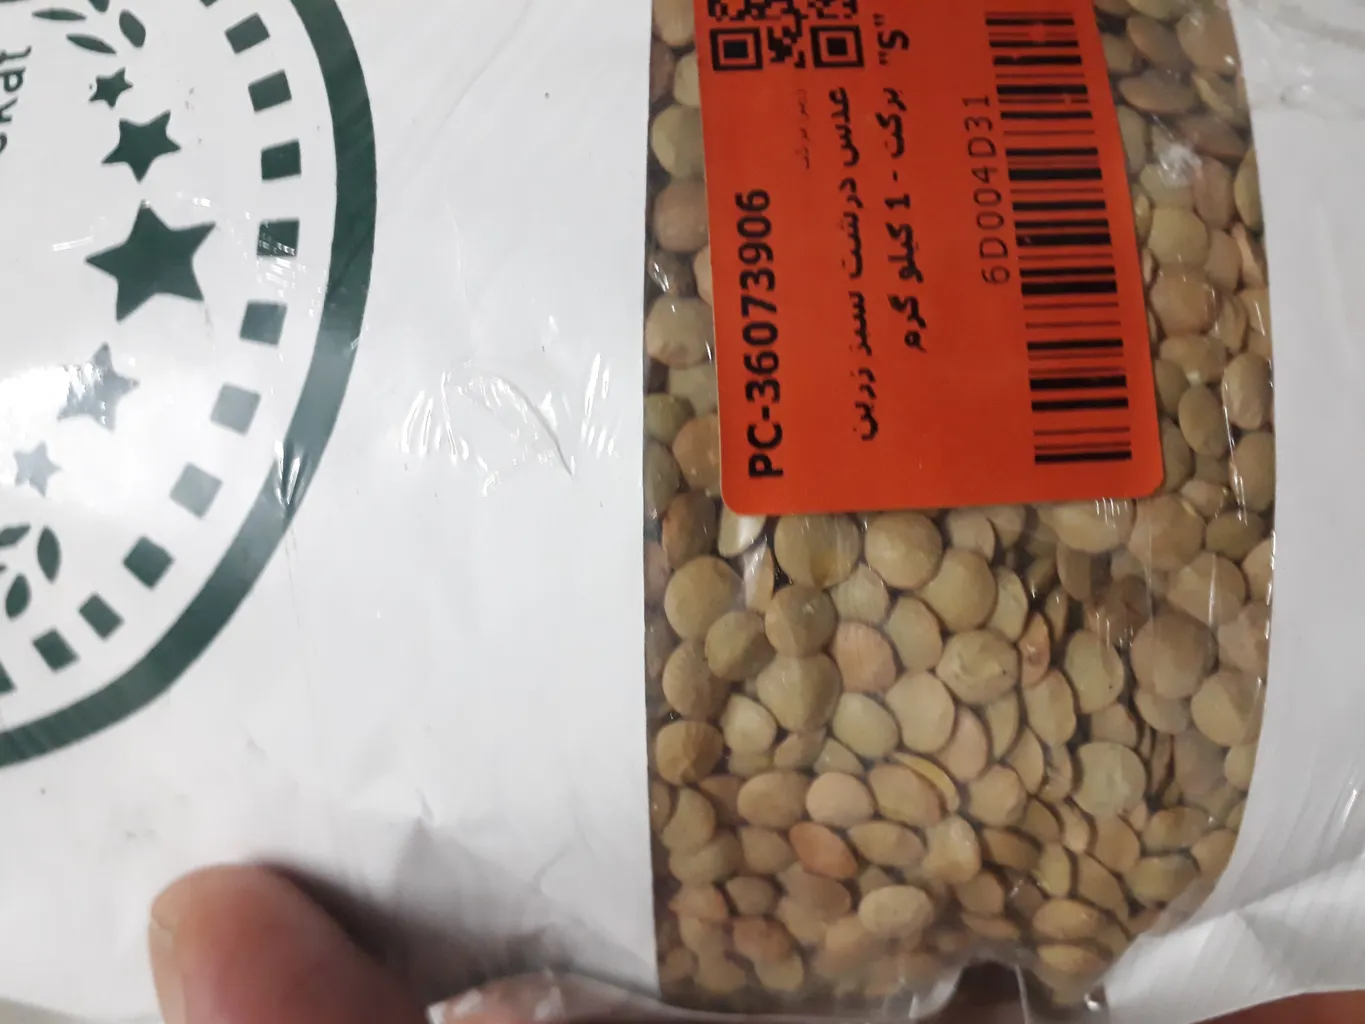 PC-36073906
عدس درشت سبز زرین
برکت - 1 کیلو گرم "S"
6D004D31